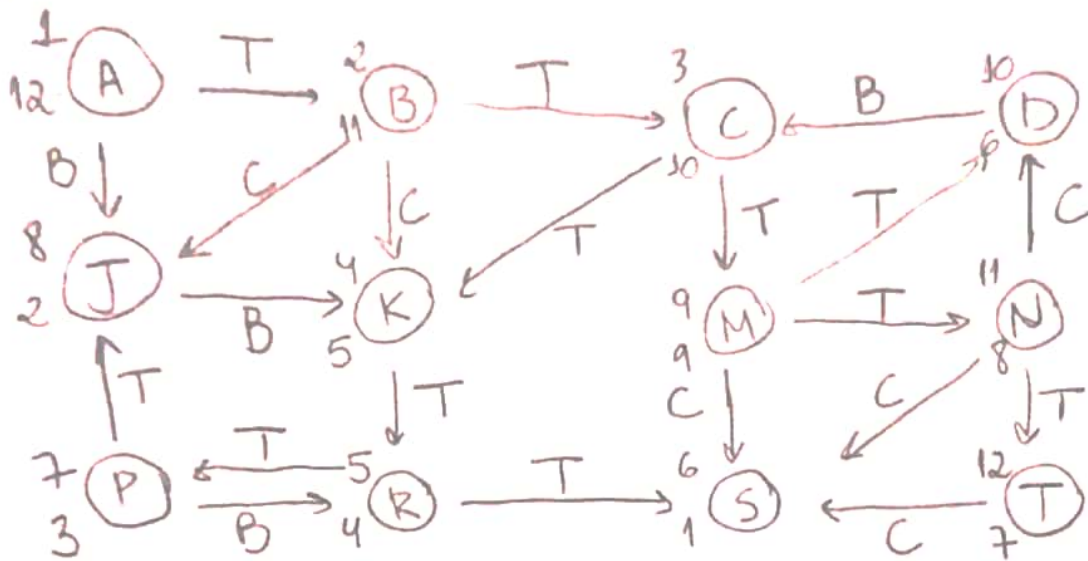 1 T 2 T 3 10 B
A B C D
12 11 10 6
B C C T T T C
8 4 9 11
J B K M T N
2 5 9 8
T T C C T
7 T 5 T 6 12
P B R S C T
3 4 1 7